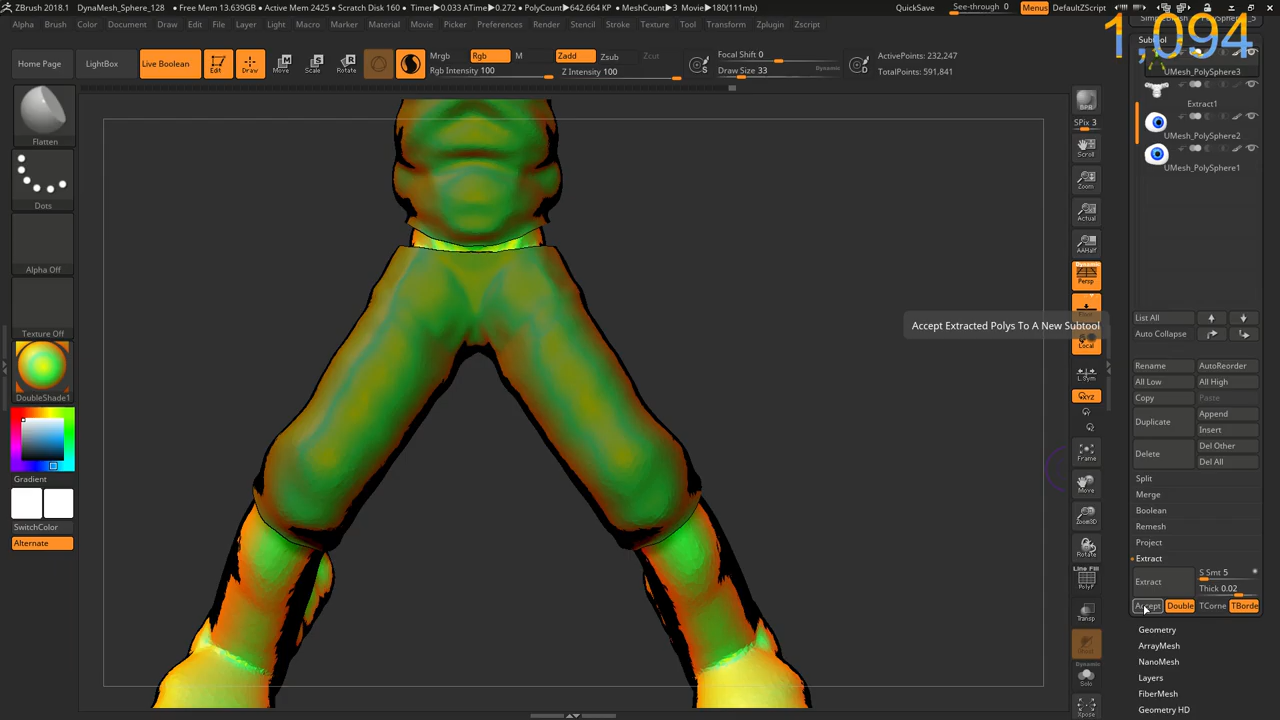 ZBrush 2018.1 DynaMesh_Sphere_128 • Free Mem 13.639GB • Active Mem 2425 • Scratch Disk 160 • Timer▶0.033 ATime▶0.272 • PolyCount▶642.664 KP • MeshCount▶3 Movie▶180(111mb) QuickSave See-through 0 Menus DefaultZScript
1,094
Alpha Brush Color Document Draw Edit File Layer Light Macro Marker Material Movie Picker Preferences Render Stencil Stroke Texture Tool Transform Zplugin Zscript
Home Page LightBox Live Boolean Edit Draw Move Scale Rotate
Mrgb Rgb M Zadd Zsub Zcut
Rgb Intensity 100 Z Intensity 100
Focal Shift 0
Draw Size 33 Dynamic
ActivePoints: 232,247
TotalPoints: 591,841
Flatten
Dots
Alpha Off
Texture Off
DoubleShade1
Gradient
SwitchColor
Alternate
Accept Extracted Polys To A New Subtool
BPR
SPix 3
Scroll
Zoom
Actual
AAHalf
Dynamic
Persp
Local
L.Sym
XYZ
Frame
Move
Zoom3D
Rotate
Line Fill
PolyF
Transp
Dynamic
Solo
Xpose
Subtool
UMesh_PolySphere3
Extract1
UMesh_PolySphere2
UMesh_PolySphere1
List All
Auto Collapse
Rename AutoReorder
All Low All High
Copy Paste
Duplicate Append
Insert
Delete Del Other
Del All
Split
Merge
Boolean
Remesh
Project
Extract
Extract S Smt 5
Thick 0.02
Accept Double TCorne TBorde
Geometry
ArrayMesh
NanoMesh
Layers
FiberMesh
Geometry HD